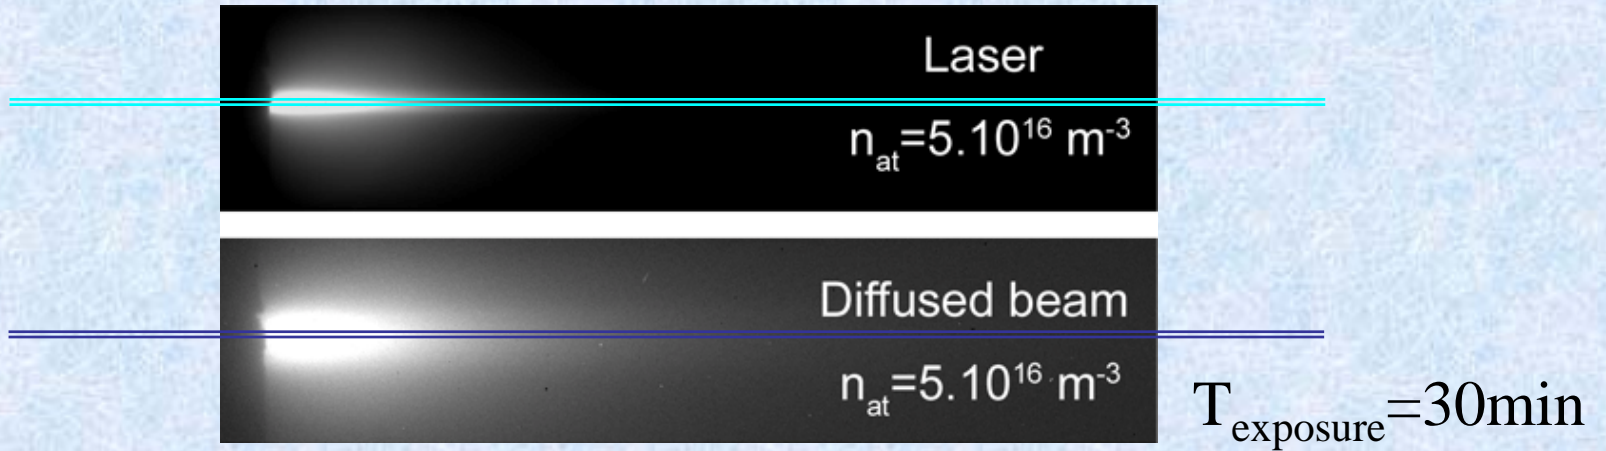 Laser
n_at=5.10^16 m^-3
Diffused beam
n_at=5.10^16 m^-3
T_exposure=30min